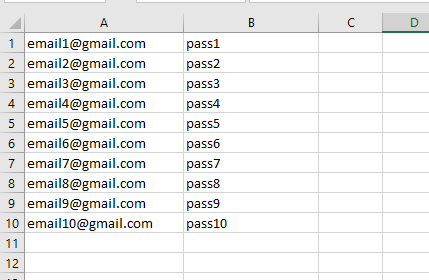 A B C D
1 email1@gmail.com pass1
2 email2@gmail.com pass2
3 email3@gmail.com pass3
4 email4@gmail.com pass4
5 email5@gmail.com pass5
6 email6@gmail.com pass6
7 email7@gmail.com pass7
8 email8@gmail.com pass8
9 email9@gmail.com pass9
10 email10@gmail.com pass10
11
12